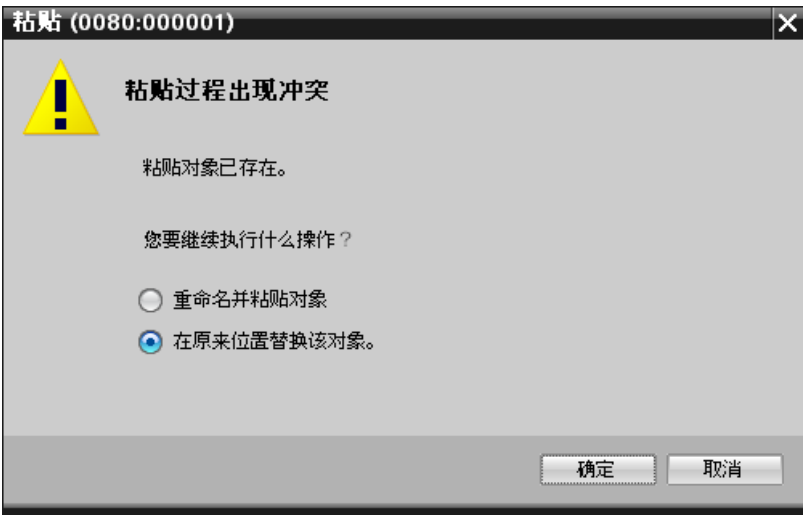 粘贴 (0080:000001)
粘贴过程出现冲突
粘贴对象已存在。
您要继续执行什么操作？
重命名并粘贴对象
在原来位置替换该对象。
确定
取消